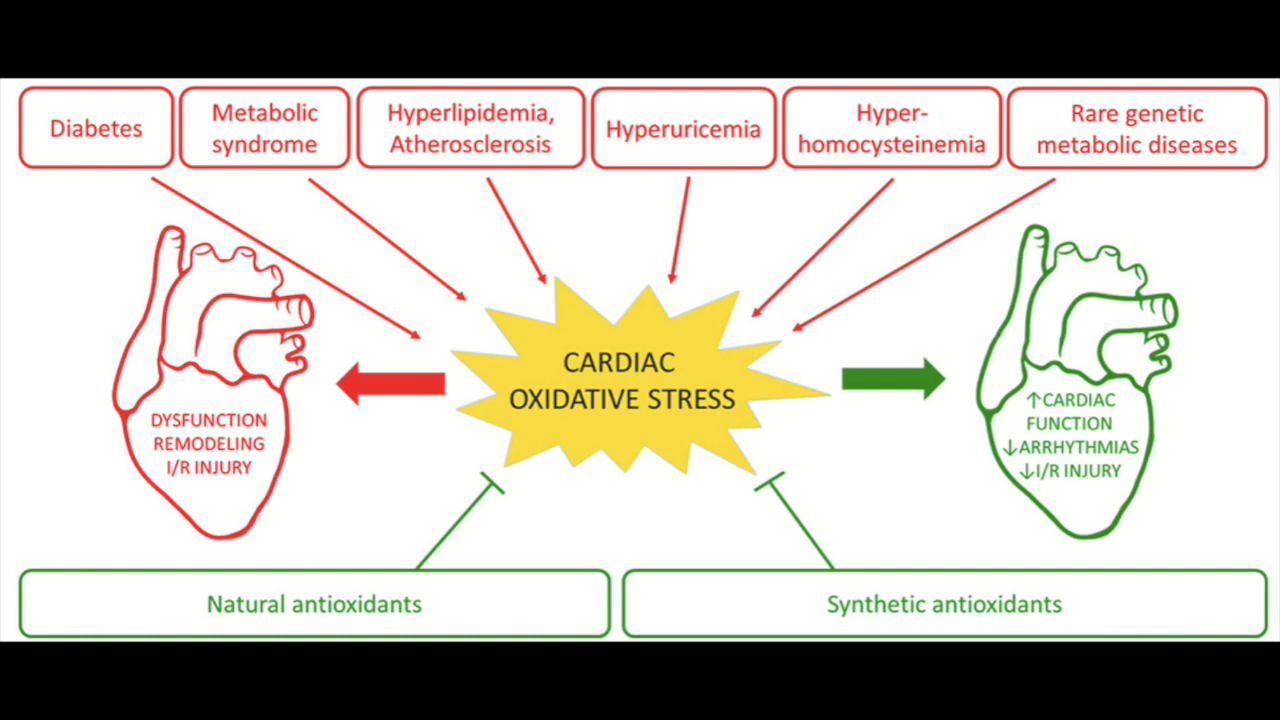 Diabetes
Metabolic
syndrome
Hyperlipidemia,
Atherosclerosis
Hyperuricemia
Hyper-
homocysteinemia
Rare genetic
metabolic diseases
CARDIAC
OXIDATIVE STRESS
DYSFUNCTION
REMODELING
I/R INJURY
↑CARDIAC
FUNCTION
↓ARRHYTHMIAS
↓I/R INJURY
Natural antioxidants
Synthetic antioxidants